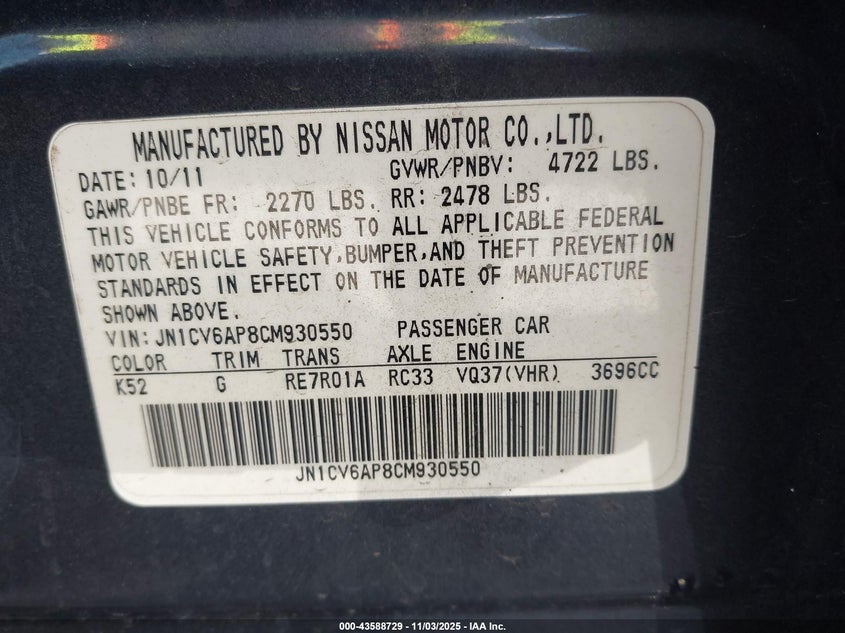 MANUFACTURED BY NISSAN MOTOR CO.,LTD.
DATE: 10/11 GVWR/PNBV: 4722 LBS.
GAWR/PNBE FR: 2270 LBS. RR: 2478 LBS.
THIS VEHICLE CONFORMS TO ALL APPLICABLE FEDERAL
MOTOR VEHICLE SAFETY,BUMPER,AND THEFT PREVENTION
STANDARDS IN EFFECT ON THE DATE OF MANUFACTURE
SHOWN ABOVE.
VIN: JN1CV6AP8CM930550 PASSENGER CAR
COLOR TRIM TRANS AXLE ENGINE
K52 G RE7R01A RC33 VQ37(VHR) 3696CC
JN1CV6AP8CM930550
000-43588729 - 11/03/2025 - IAA Inc.